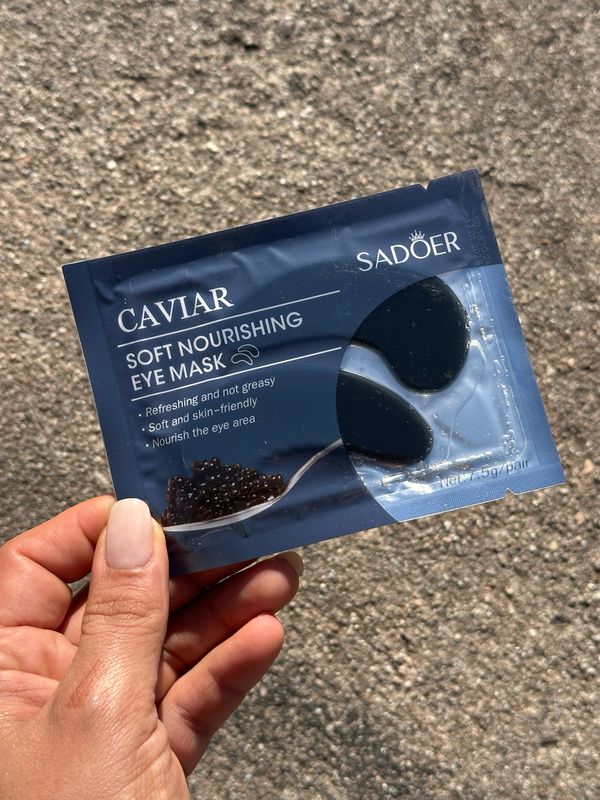 SADOER
CAVIAR
SOFT NOURISHING
EYE MASK
• Refreshing and not greasy
• Soft and skin-friendly
• Nourish the eye area
Net: 7.5g/pair